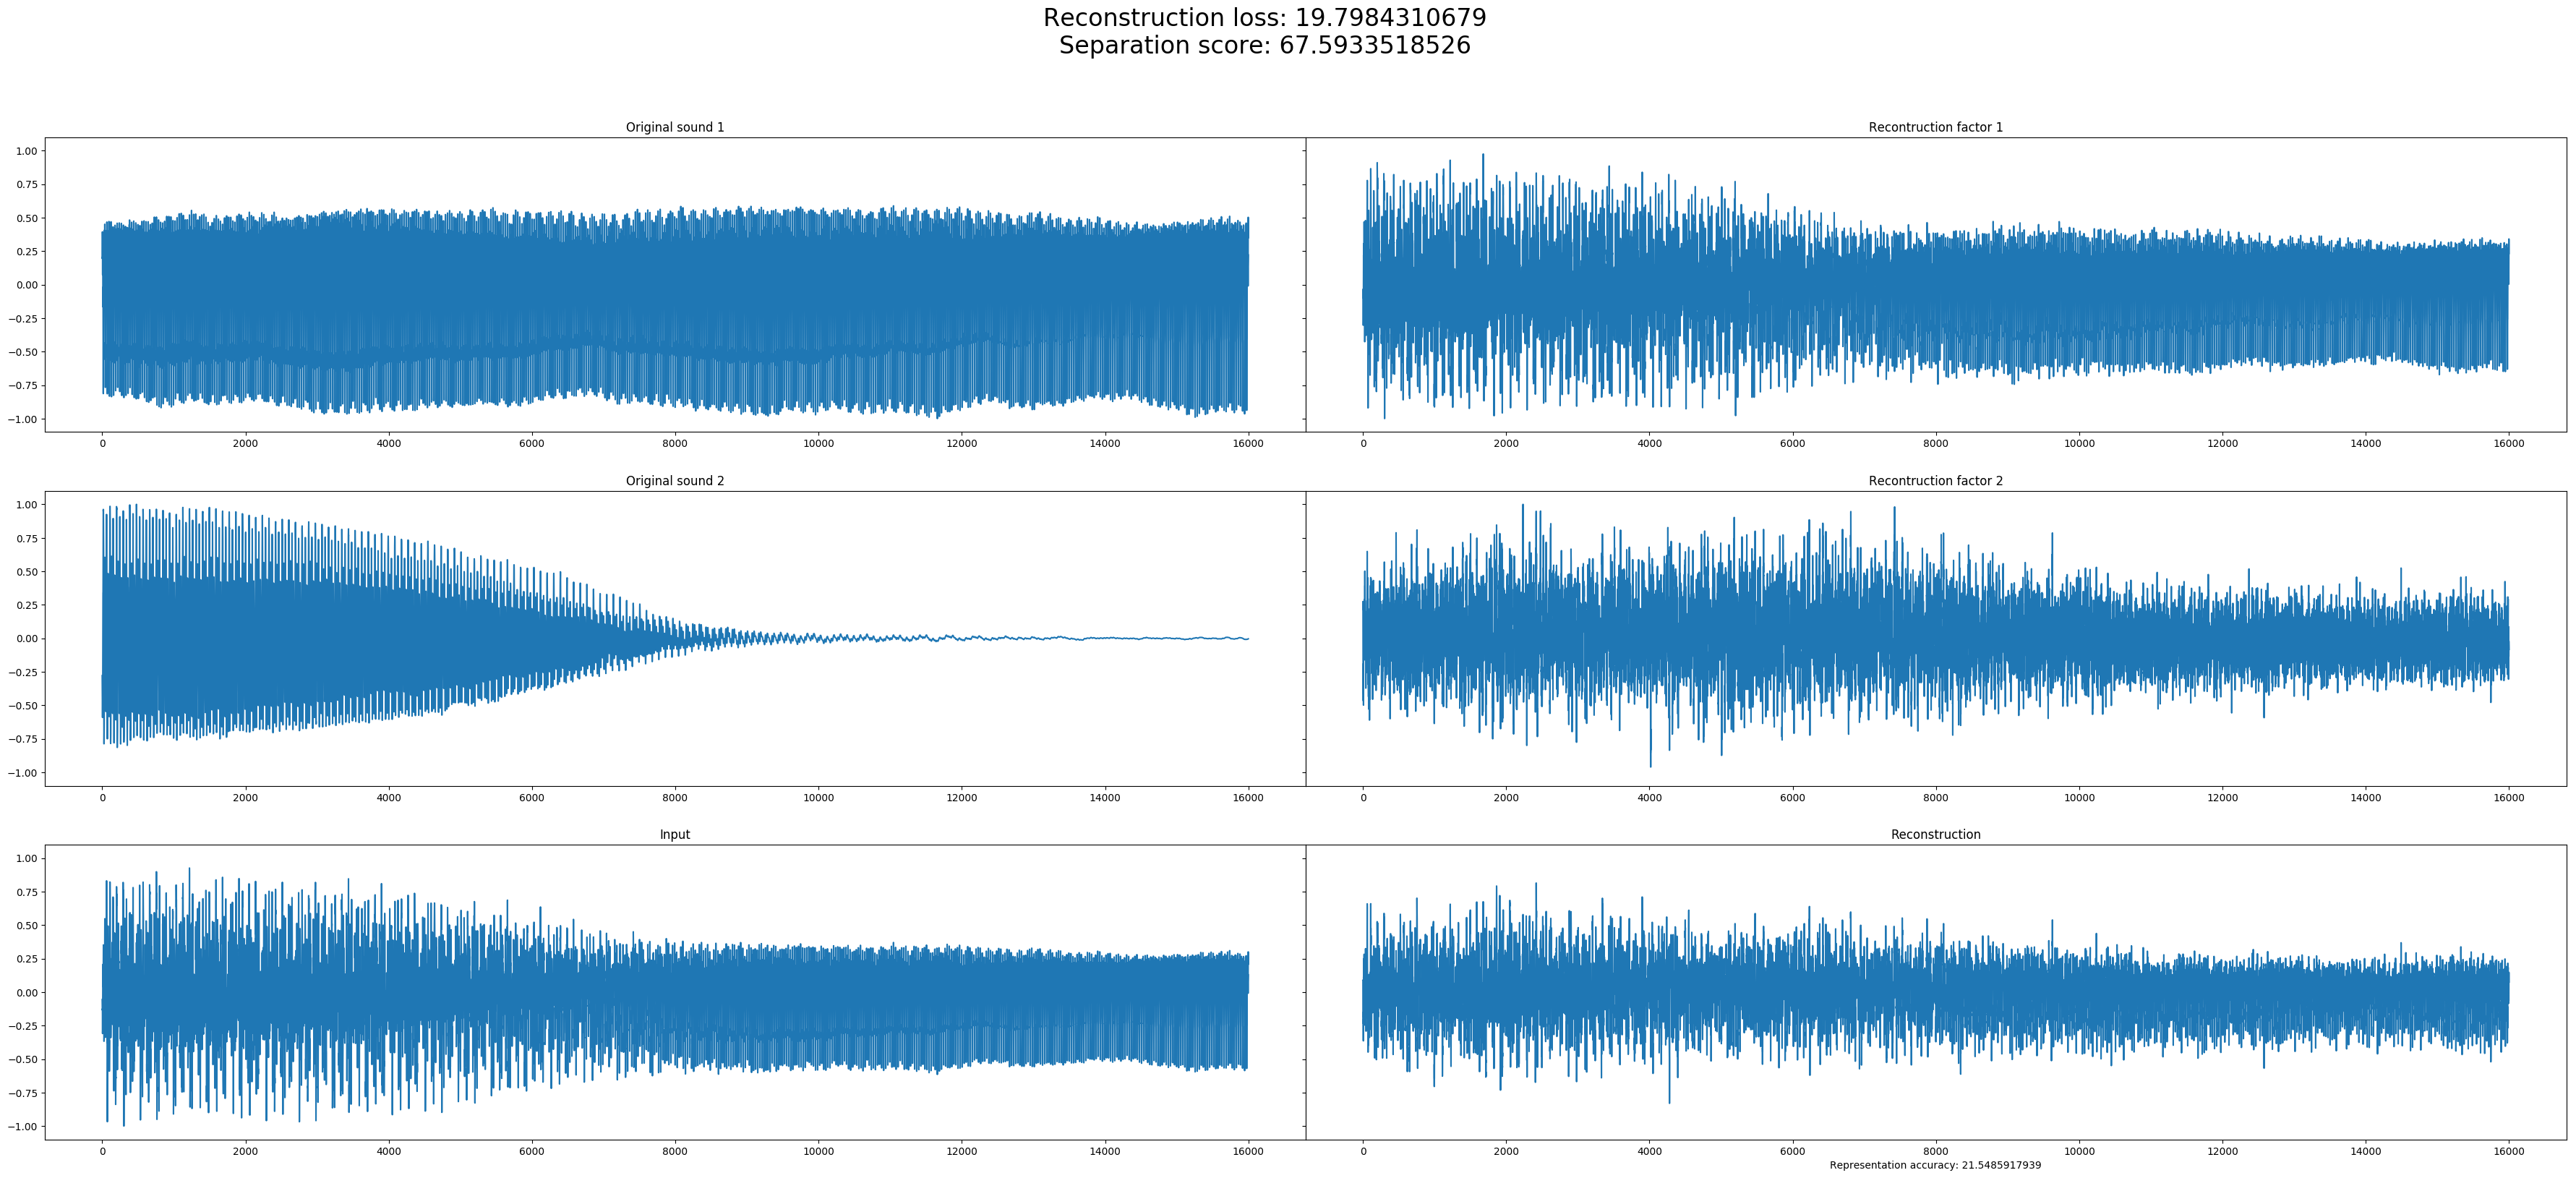 Reconstruction loss: 19.7984310679
Separation score: 67.5933518526
Original sound 1
Recontruction factor 1
1.00
0.75
0.50
0.25
0.00
−0.25
−0.50
−0.75
−1.00
0 2000 4000 6000 8000 10000 12000 14000 16000
0 2000 4000 6000 8000 10000 12000 14000 16000
Original sound 2
Recontruction factor 2
1.00
0.75
0.50
0.25
0.00
−0.25
−0.50
−0.75
−1.00
0 2000 4000 6000 8000 10000 12000 14000 16000
0 2000 4000 6000 8000 10000 12000 14000 16000
Input
Reconstruction
1.00
0.75
0.50
0.25
0.00
−0.25
−0.50
−0.75
−1.00
0 2000 4000 6000 8000 10000 12000 14000 16000
0 2000 4000 6000 8000 10000 12000 14000 16000
Representation accuracy: 21.5485917939